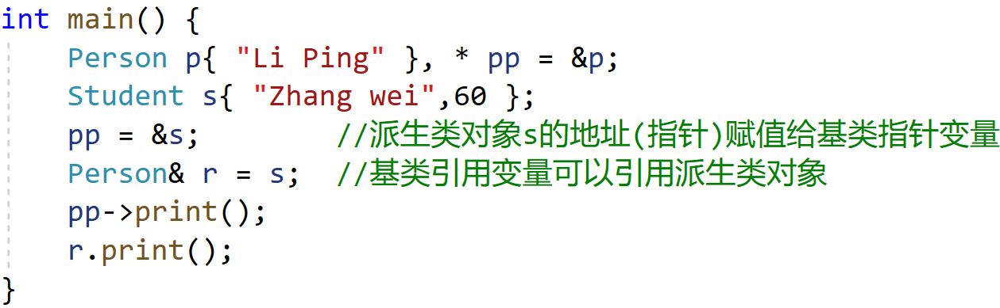 int main() {
Person p{ "Li Ping" }, * pp = &p;
Student s{ "Zhang wei",60 };
pp = &s; //派生类对象s的地址(指针)赋值给基类指针变量
Person& r = s; //基类引用变量可以引用派生类对象
pp->print();
r.print();
}